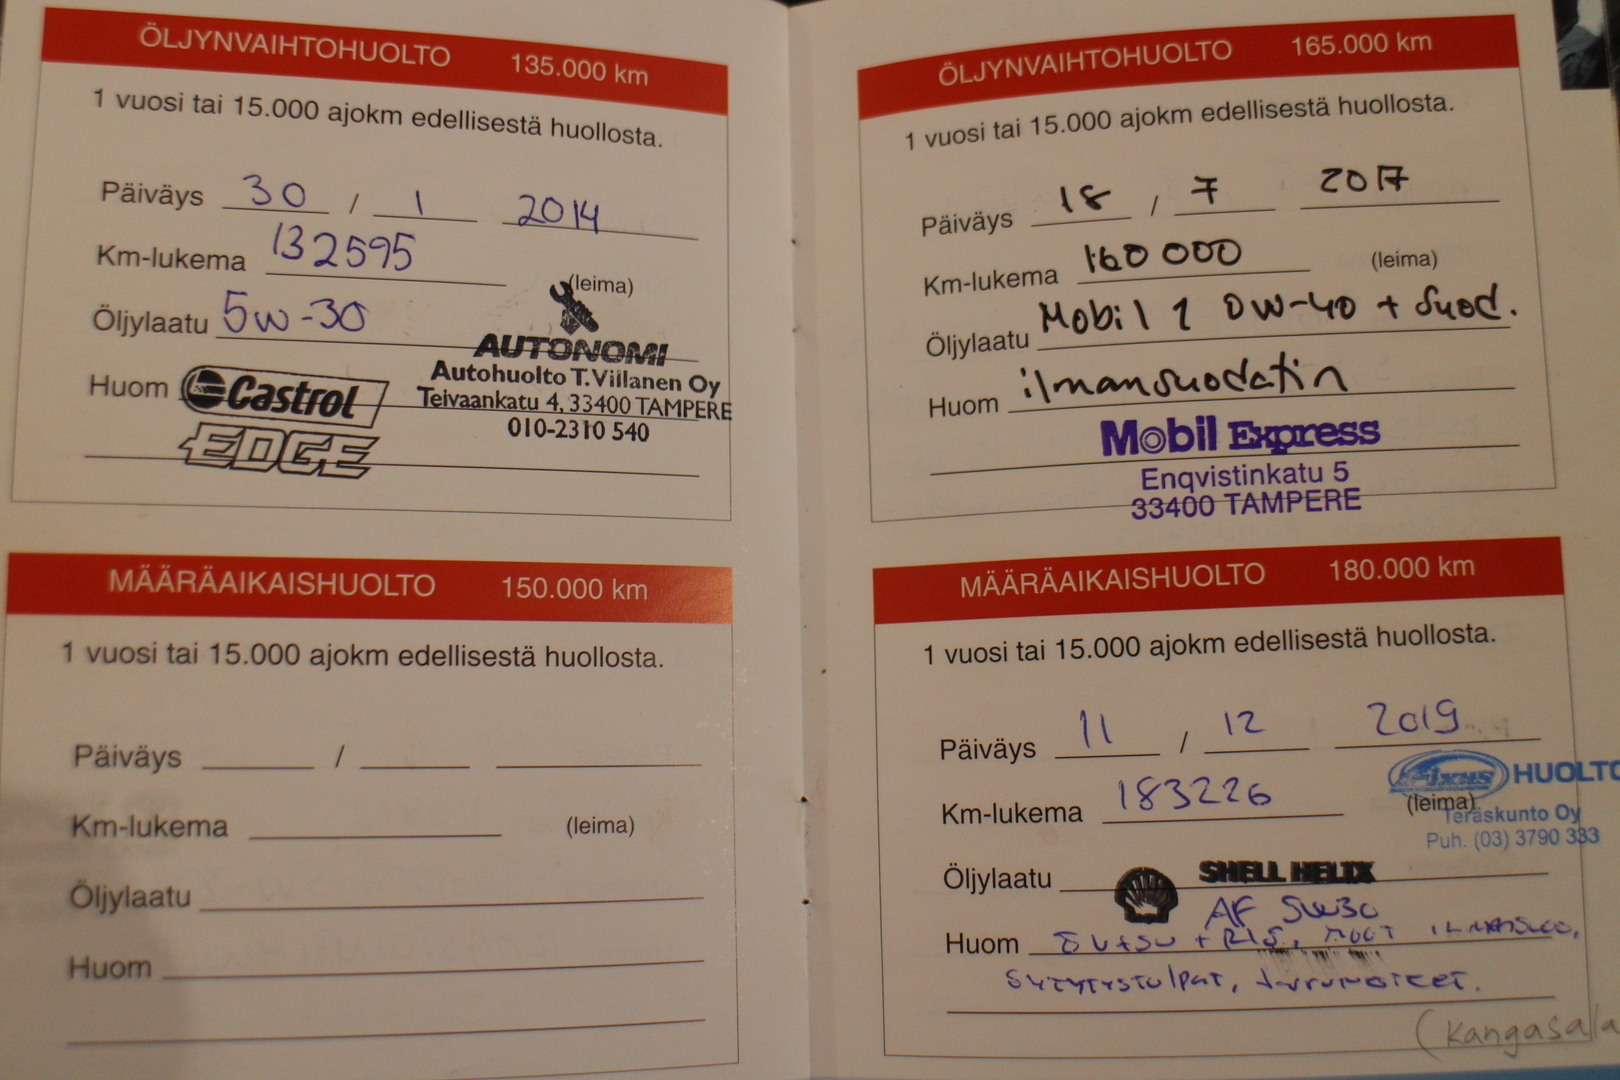 ÖLJYNVAIHTOHUOLTO 135.000 km
1 vuosi tai 15.000 ajokm edellisestä huollosta.
Päiväys 30 / 1 2014
Km-lukema 132595
(leima)
Öljylaatu 5w-30
AUTONOMI
Autohuolto T.Villanen Oy
Teivaankatu 4, 33400 TAMPERE
010-2310 540
Huom Castrol
EDGE
MÄÄRÄAIKAISHUOLTO 150.000 km
1 vuosi tai 15.000 ajokm edellisestä huollosta.
Päiväys /
Km-lukema (leima)
Öljylaatu
Huom
ÖLJYNVAIHTOHUOLTO 165.000 km
1 vuosi tai 15.000 ajokm edellisestä huollosta.
Päiväys 18 / 7 2017
Km-lukema 160 000 (leima)
Öljylaatu Mobil 1 0W-40 + Suod.
Huom ilmansuodatin
Mobil Express
Enqvistinkatu 5
33400 TAMPERE
MÄÄRÄAIKAISHUOLTO 180.000 km
1 vuosi tai 15.000 ajokm edellisestä huollosta.
Päiväys 11 / 12 2019
Fixus HUOLTO
Km-lukema 183226 (leima)
Teräskunto Oy
Puh. (03) 3790 333
Öljylaatu SHELL HELIX
AF 5W30
Huom
SYTYTYSTULPAT, JARRUNESTEET.
(Kangasala